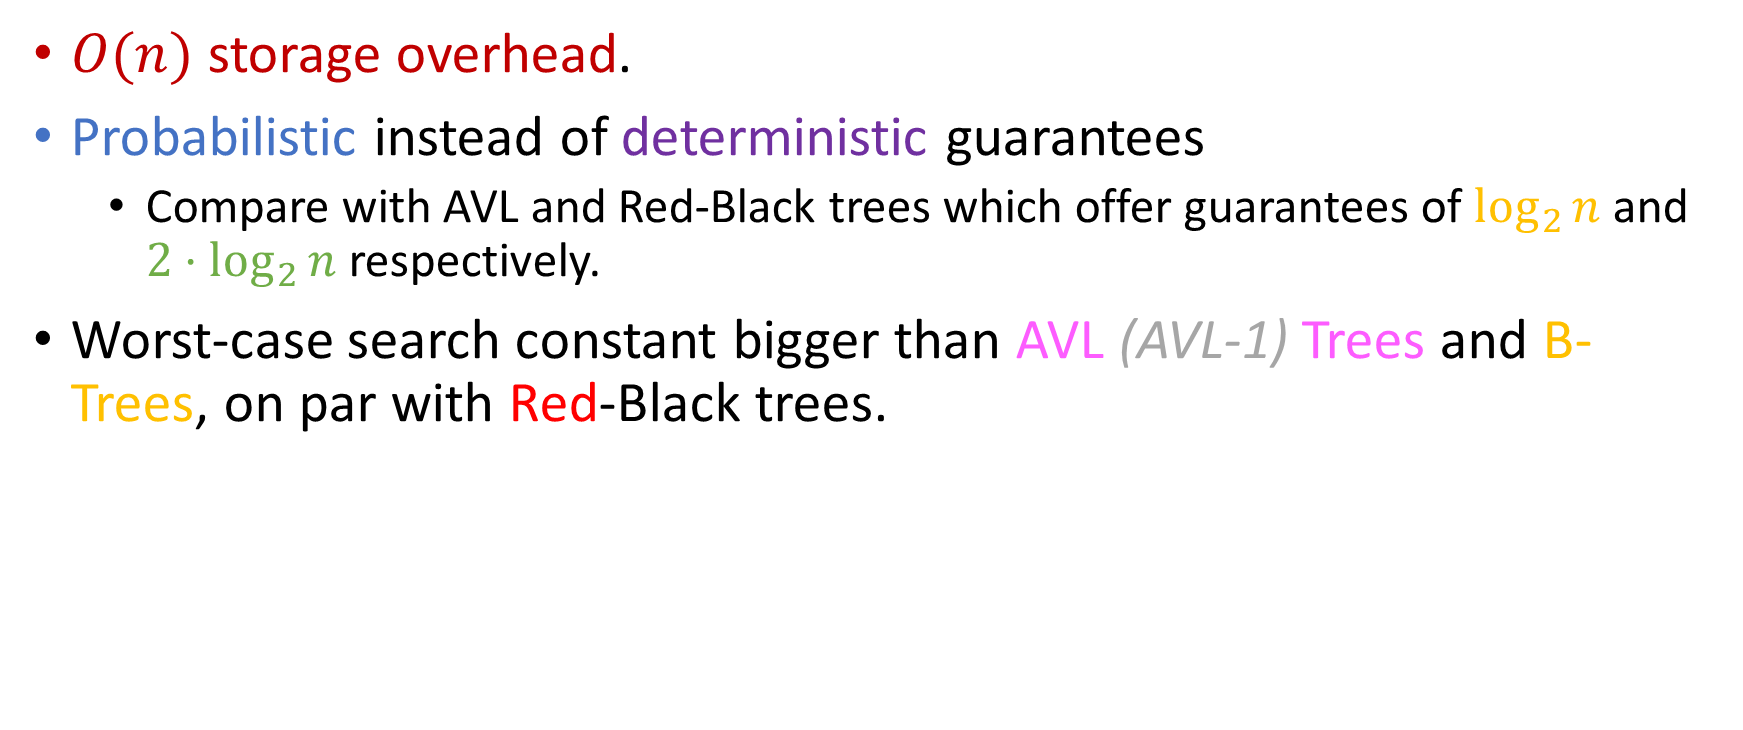 • O(n) storage overhead.
• Probabilistic instead of deterministic guarantees
• Compare with AVL and Red-Black trees which offer guarantees of log₂ n and
2 · log₂ n respectively.
• Worst-case search constant bigger than AVL (AVL-1) Trees and B-
Trees, on par with Red-Black trees.